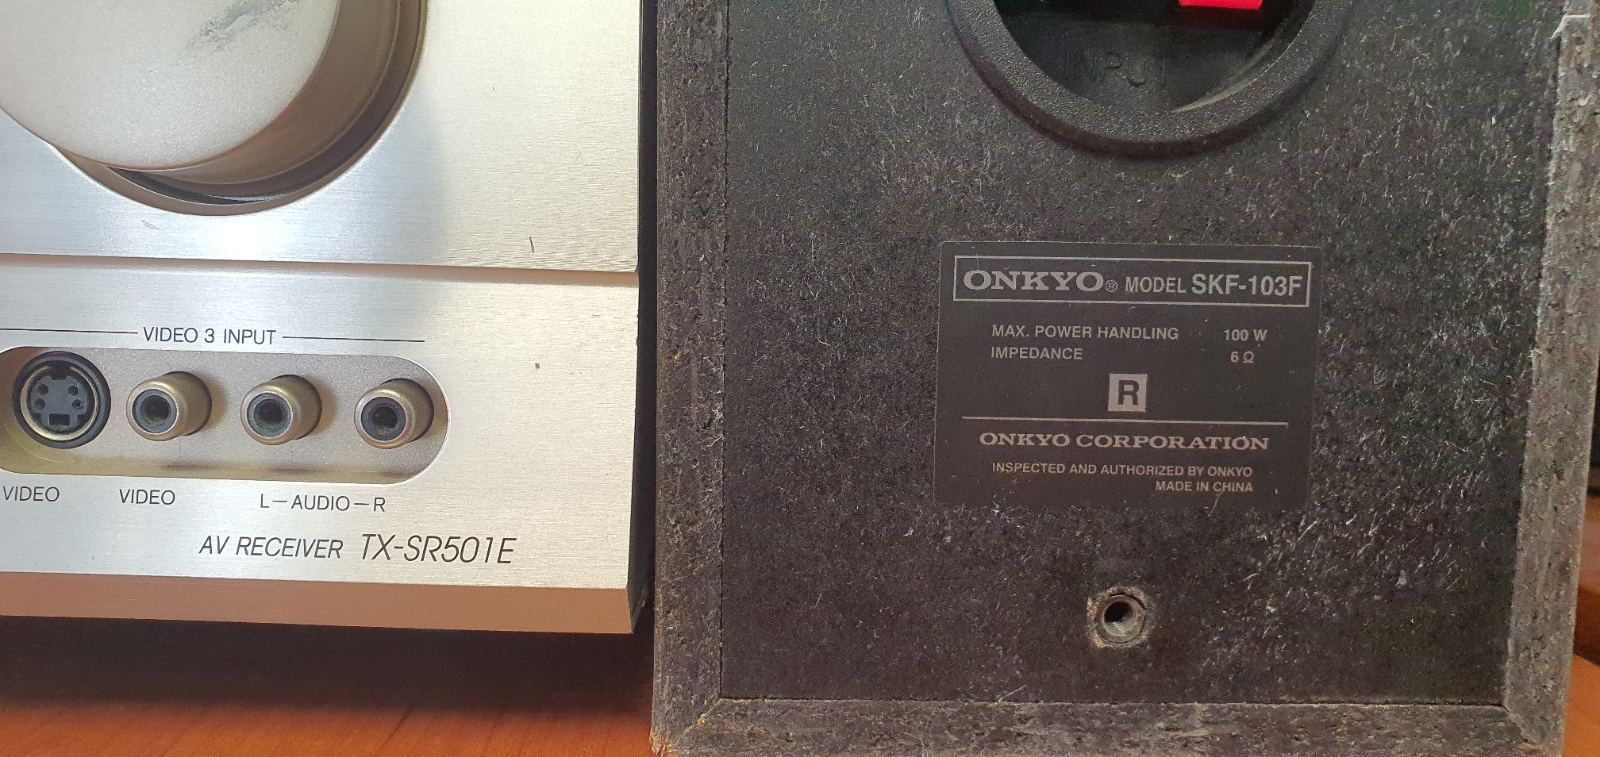 VIDEO 3 INPUT
VIDEO
VIDEO
L—AUDIO—R
AV RECEIVER TX-SR501E
INPUT
ONKYO® MODEL SKF-103F
MAX. POWER HANDLING 100 W
IMPEDANCE 6 Ω
R
ONKYO CORPORATION
INSPECTED AND AUTHORIZED BY ONKYO
MADE IN CHINA